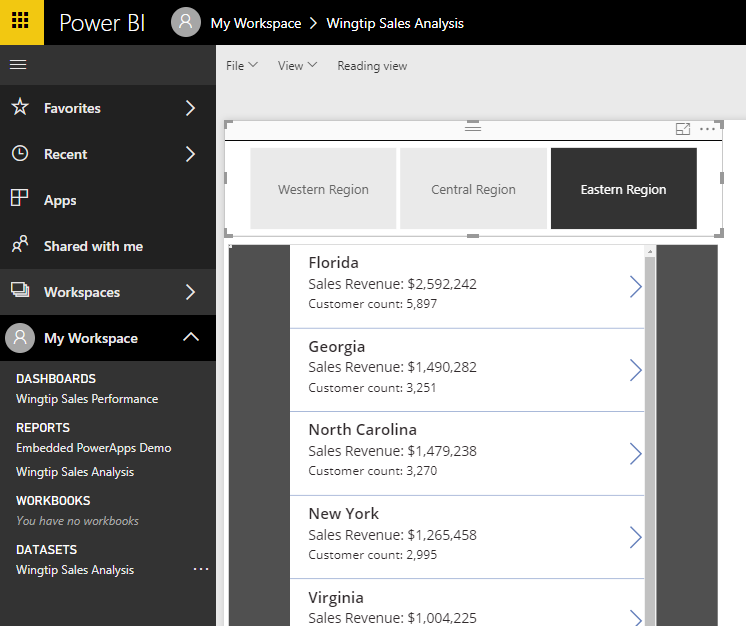 Power BI
My Workspace > Wingtip Sales Analysis
File View Reading view
Favorites
Recent
Apps
Shared with me
Workspaces
My Workspace
DASHBOARDS
Wingtip Sales Performance
REPORTS
Embedded PowerApps Demo
Wingtip Sales Analysis
WORKBOOKS
You have no workbooks
DATASETS
Wingtip Sales Analysis
Western Region Central Region Eastern Region
Florida
Sales Revenue: $2,592,242
Customer count: 5,897
Georgia
Sales Revenue: $1,490,282
Customer count: 3,251
North Carolina
Sales Revenue: $1,479,238
Customer count: 3,270
New York
Sales Revenue: $1,265,458
Customer count: 2,995
Virginia
Sales Revenue: $1,004,225